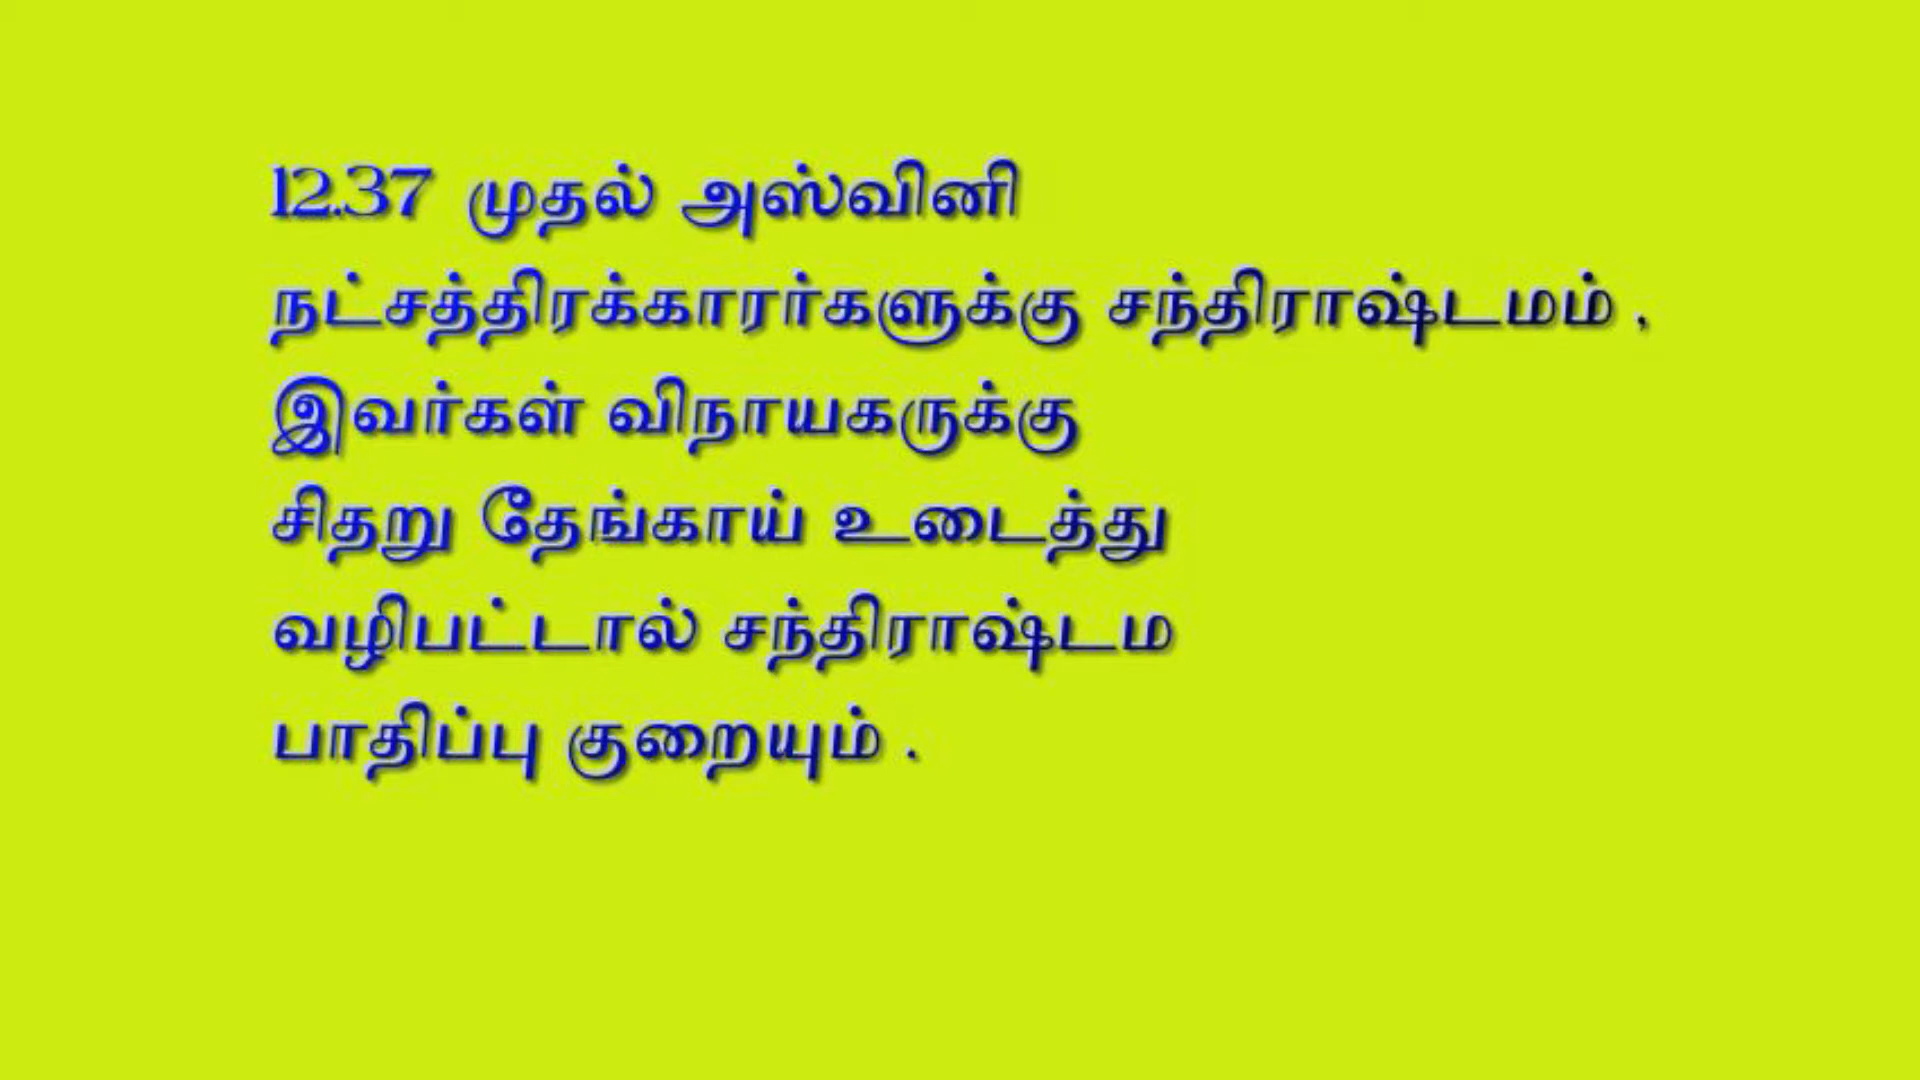 12.37 முதல் அஸ்வினி
நட்சத்திரக்காரர்களுக்கு சந்திராஷ்டமம் ,
இவர்கள் விநாயகருக்கு
சிதறு தேங்காய் உடைத்து
வழிபட்டால் சந்திராஷ்டம
பாதிப்பு குறையும் .